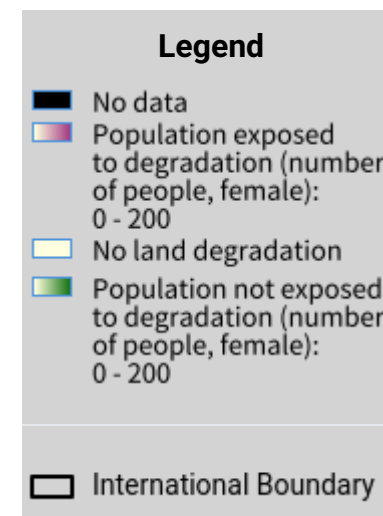 Legend
No data
Population exposed
to degradation (number
of people, female):
0 - 200
No land degradation
Population not exposed
to degradation (number
of people, female):
0 - 200
International Boundary